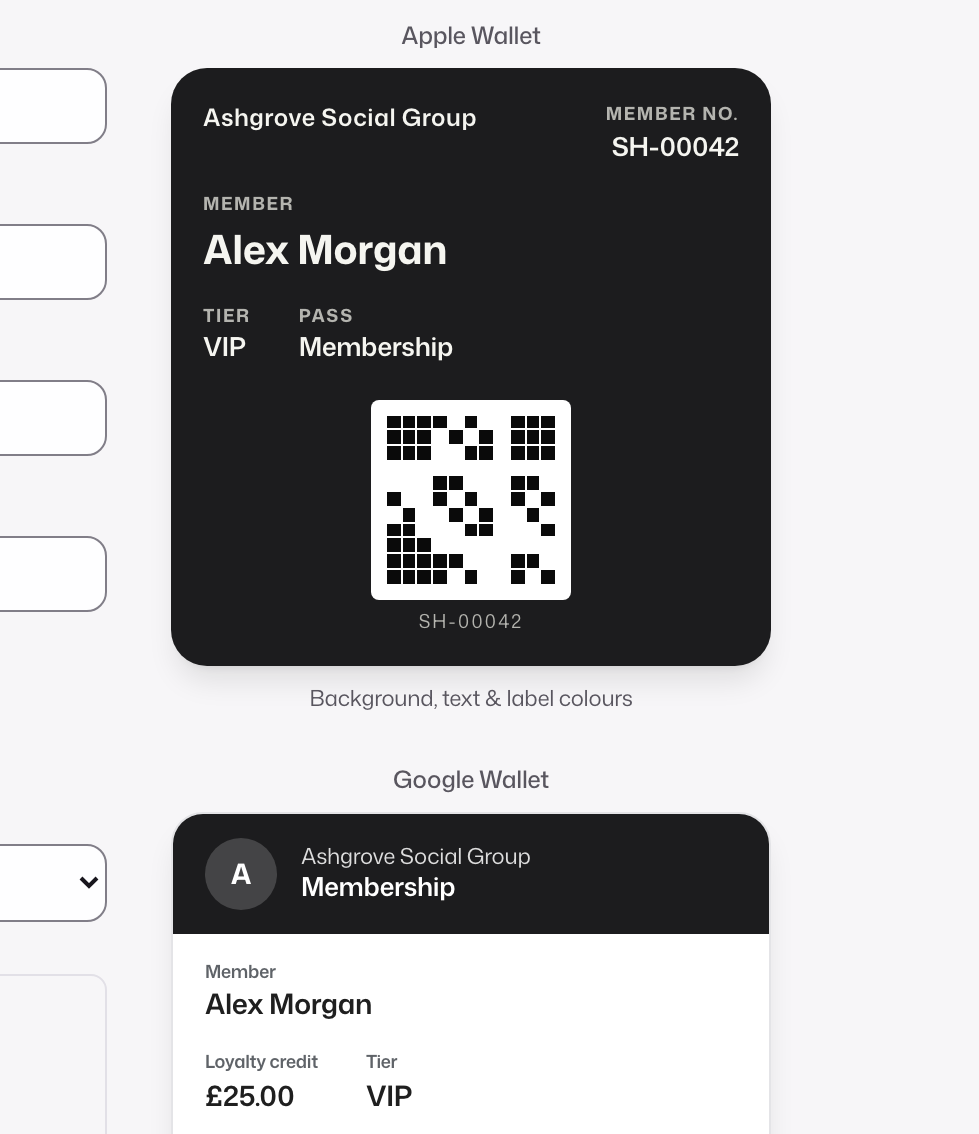 Apple Wallet
Ashgrove Social Group
MEMBER NO.
SH-00042
MEMBER
Alex Morgan
TIER PASS
VIP Membership
SH-00042
Background, text & label colours
Google Wallet
A
Ashgrove Social Group
Membership
Member
Alex Morgan
Loyalty credit Tier
£25.00 VIP